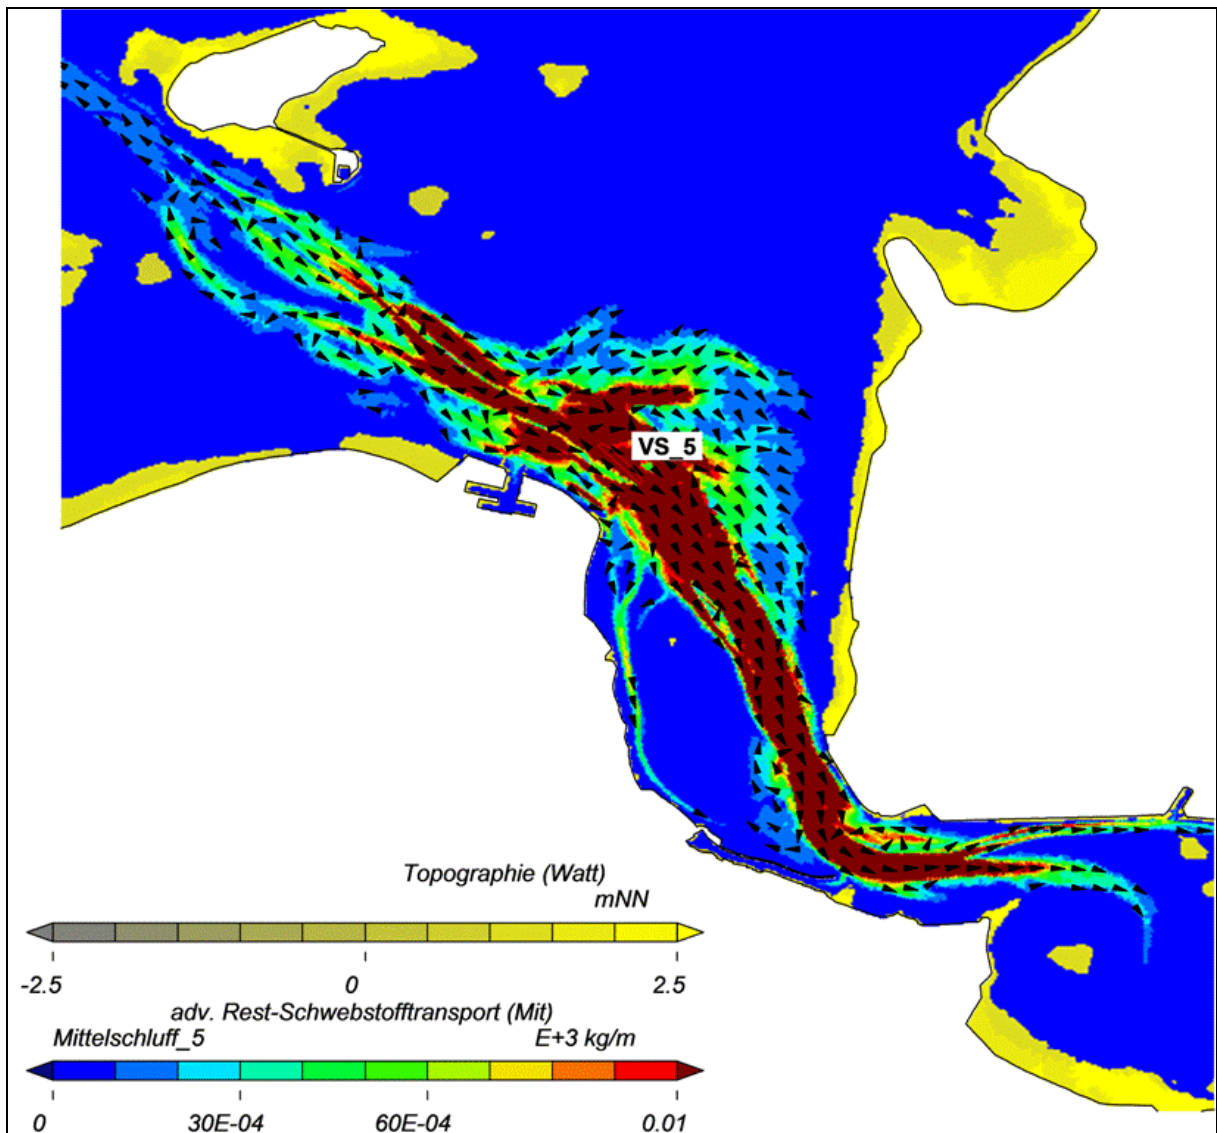 VS_5
Topographie (Watt)
mNN
-2.5 0 2.5
adv. Rest-Schwebstofftransport (Mit)
Mittelschluff_5 E+3 kg/m
0 30E-04 60E-04 0.01